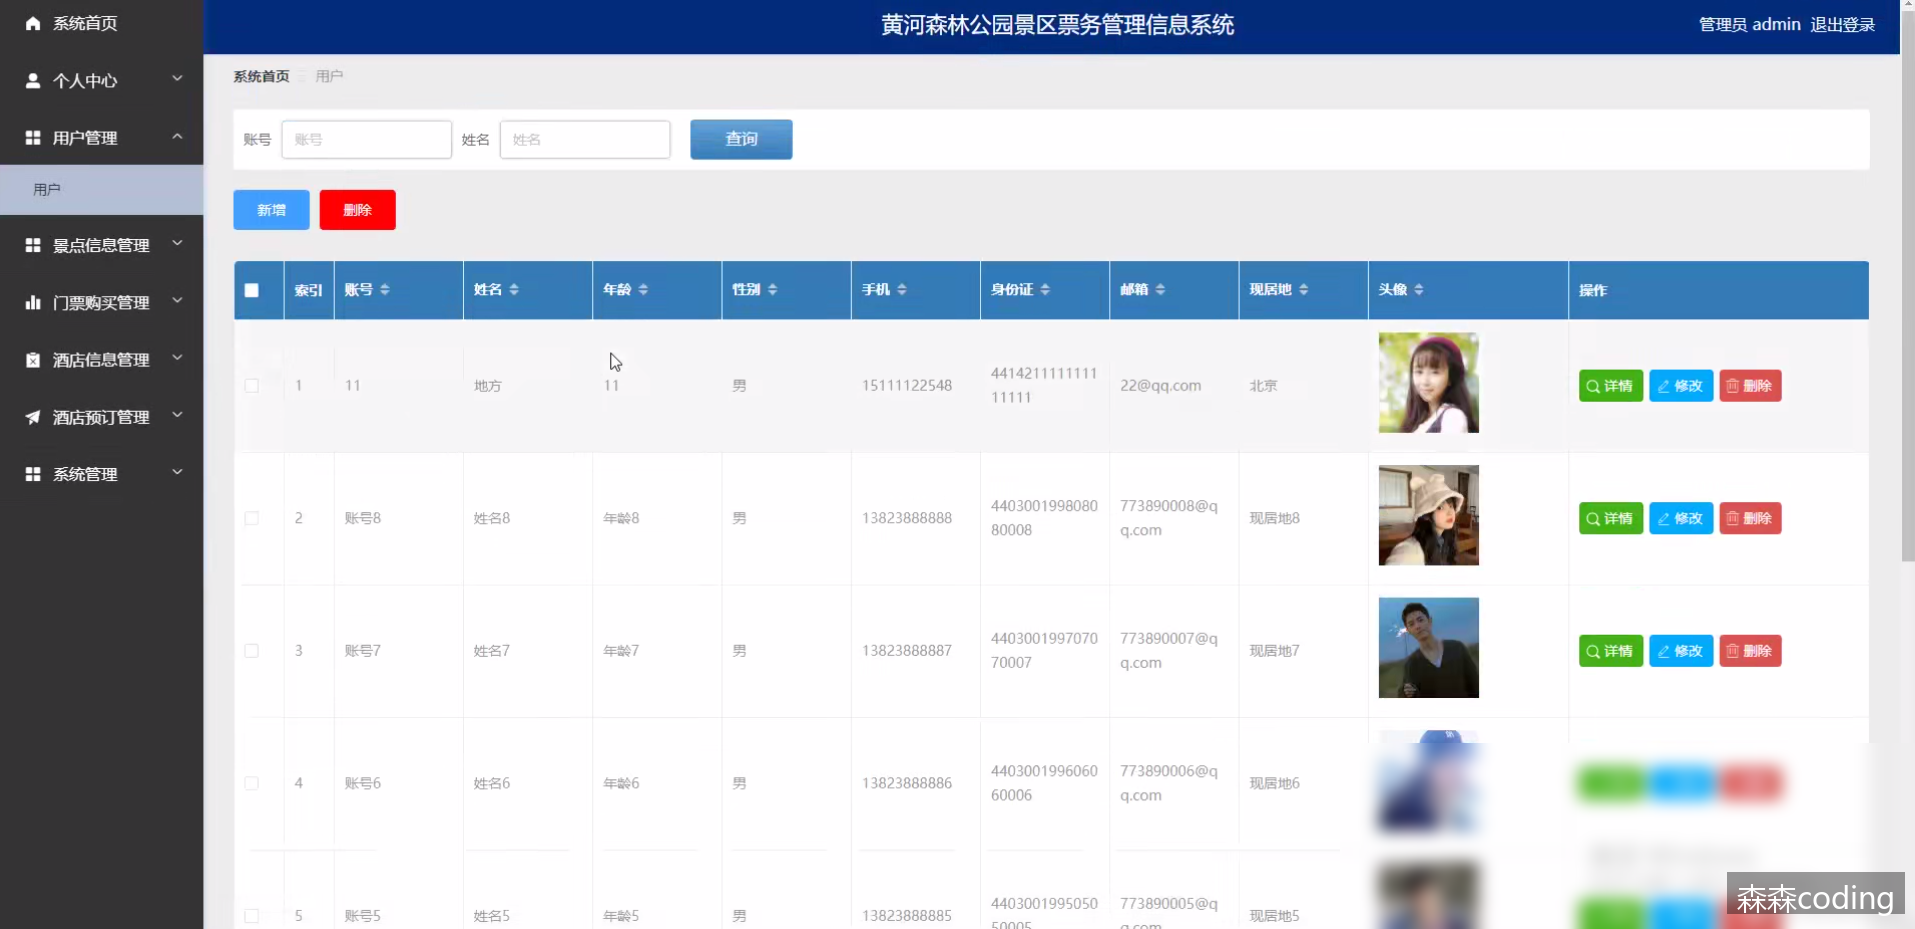 系统首页
个人中心
用户管理
用户
景点信息管理
门票购买管理
酒店信息管理
酒店预订管理
系统管理
黄河森林公园景区票务管理信息系统
管理员 admin 退出登录
系统首页 用户
账号 账号 姓名 姓名 查询
新增 删除
索引 账号 姓名 年龄 性别 手机 身份证 邮箱 现居地 头像 操作
1 11 地方 11 男 15111122548 4414211111111
11111 22@qq.com 北京 详情 修改 删除
2 账号8 姓名8 年龄8 男 13823888888 4403001998080
80008 773890008@q
q.com 现居地8 详情 修改 删除
3 账号7 姓名7 年龄7 男 13823888887 4403001997070
70007 773890007@q
q.com 现居地7 详情 修改 删除
4 账号6 姓名6 年龄6 男 13823888886 4403001996060
60006 773890006@q
q.com 现居地6
5 账号5 姓名5 年龄5 男 13823888885 4403001995050
50005 773890005@q
q.com 现居地5
森森coding